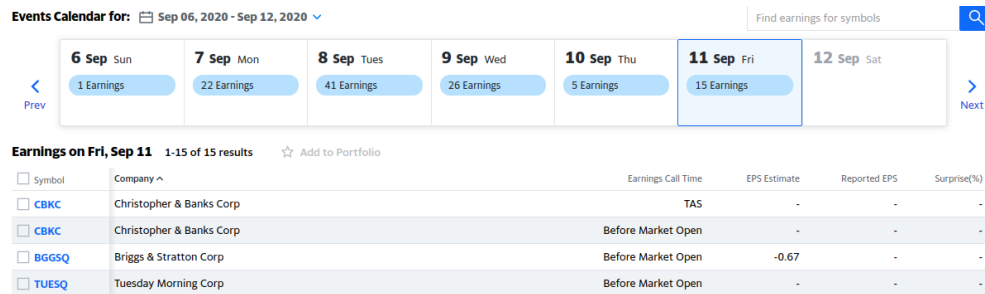 Events Calendar for: Sep 06, 2020 - Sep 12, 2020
Find earnings for symbols
Prev
6 Sep Sun
1 Earnings
7 Sep Mon
22 Earnings
8 Sep Tues
41 Earnings
9 Sep Wed
26 Earnings
10 Sep Thu
5 Earnings
11 Sep Fri
15 Earnings
12 Sep Sat
Next
Earnings on Fri, Sep 11 1-15 of 15 results Add to Portfolio
Symbol Company Earnings Call Time EPS Estimate Reported EPS Surprise(%)
CBKC Christopher & Banks Corp TAS - - -
CBKC Christopher & Banks Corp Before Market Open - - -
BGGSQ Briggs & Stratton Corp Before Market Open -0.67 - -
TUESQ Tuesday Morning Corp Before Market Open - - -